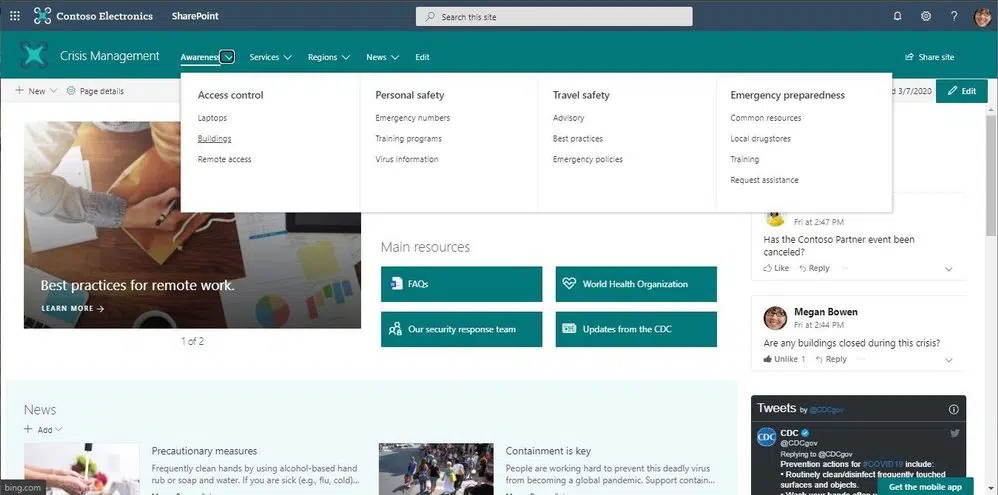 Contoso Electronics SharePoint Search this site ?
Crisis Management Awareness Services Regions News Edit Share site
+ New Page details d 3/7/2020 Edit
Access control
Laptops
Buildings
Remote access
Personal safety
Emergency numbers
Training programs
Virus information
Travel safety
Advisory
Best practices
Emergency policies
Emergency preparedness
Common resources
Local drugstores
Training
Request assistance
Best practices for remote work.
LEARN MORE →
1 of 2
Main resources
FAQs
World Health Organization
Our security response team
Updates from the CDC
Fri at 2:47 PM
Has the Contoso Partner event been
canceled?
Like Reply ...
Megan Bowen
Fri at 2:44 PM
Are any buildings closed during this crisis?
Unlike 1 Reply ...
News
+ Add
Precautionary measures
Frequently clean hands by using alcohol-based hand
rub or soap and water. If you are sick (e.g., flu, cold)...
Containment is key
People are working hard to prevent this deadly virus
from becoming a global pandemic. Support contain...
Tweets by @CDCgov
CDC
CDC
@CDCgov
Replying to @CDCgov
Prevention actions for #COVID19 include:
• Routinely clean/disinfect frequently touched
surfaces and objects.
Get the mobile app
bing.com